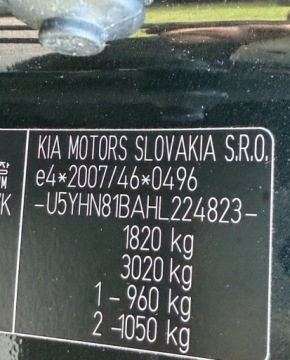 KIA MOTORS SLOVAKIA S.R.O.
e4*2007/46*0496
-U5YHN81BAHL224823-
1820 kg
3020 kg
1 - 960 kg
2 -1050 kg